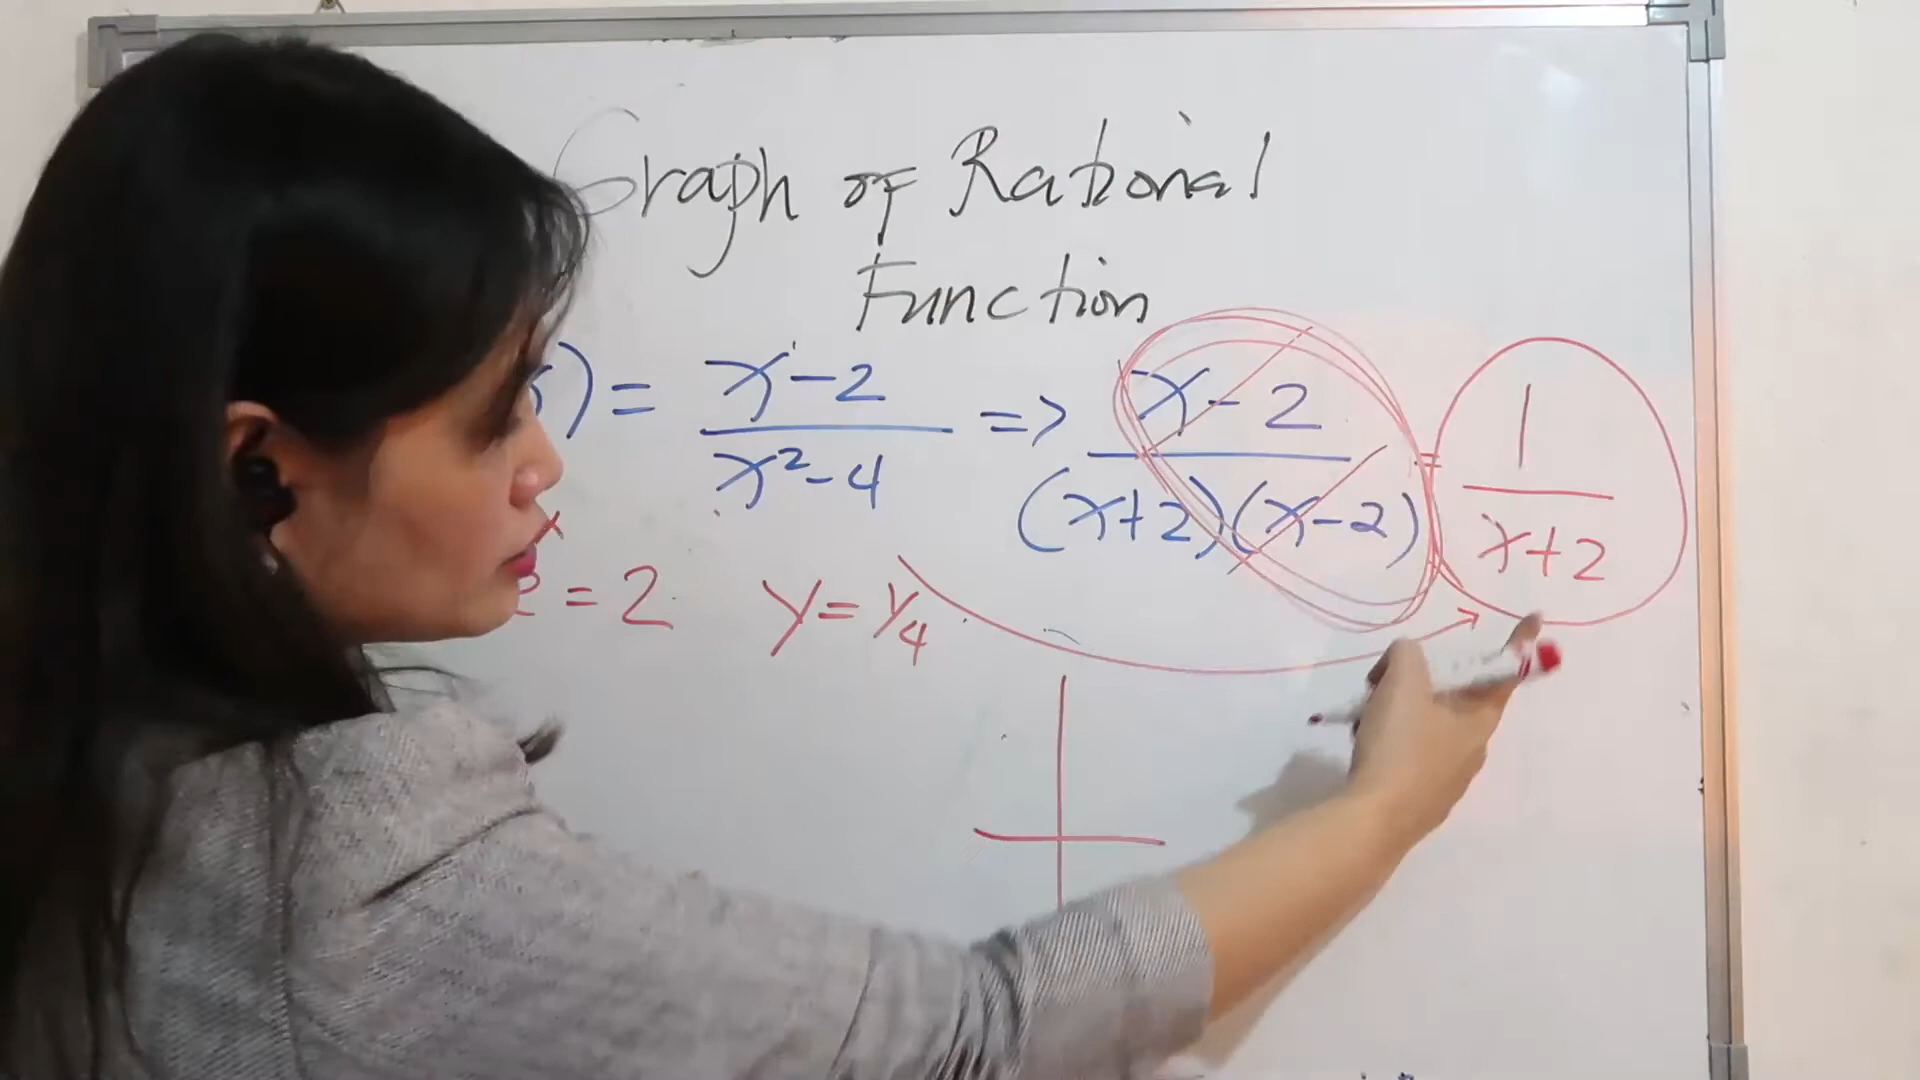 Graph of Rational
Function
) = x-2 / x²-4 => x-2 / (x+2)(x-2) = 1 / x+2
= 2 y = 1/4